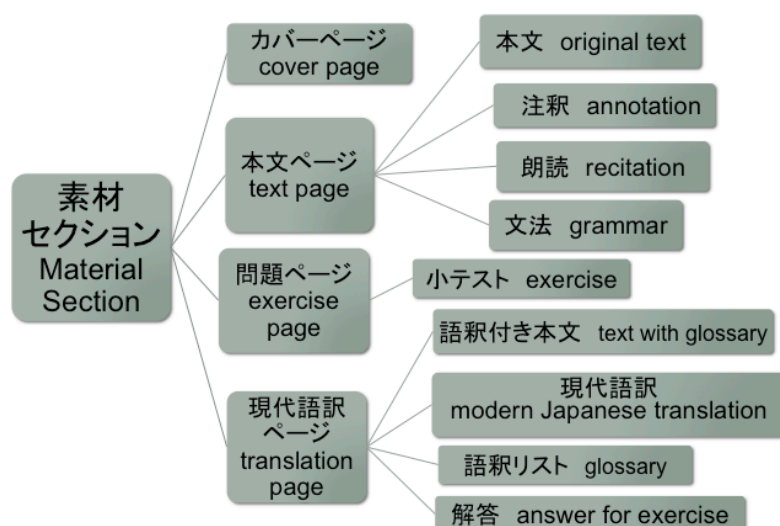 素材
セクション
Material
Section
カバーページ
cover page
本文ページ
text page
本文 original text
注釈 annotation
朗読 recitation
文法 grammar
問題ページ
exercise
page
小テスト exercise
現代語訳
ページ
translation
page
語釈付き本文 text with glossary
現代語訳
modern Japanese translation
語釈リスト glossary
解答 answer for exercise